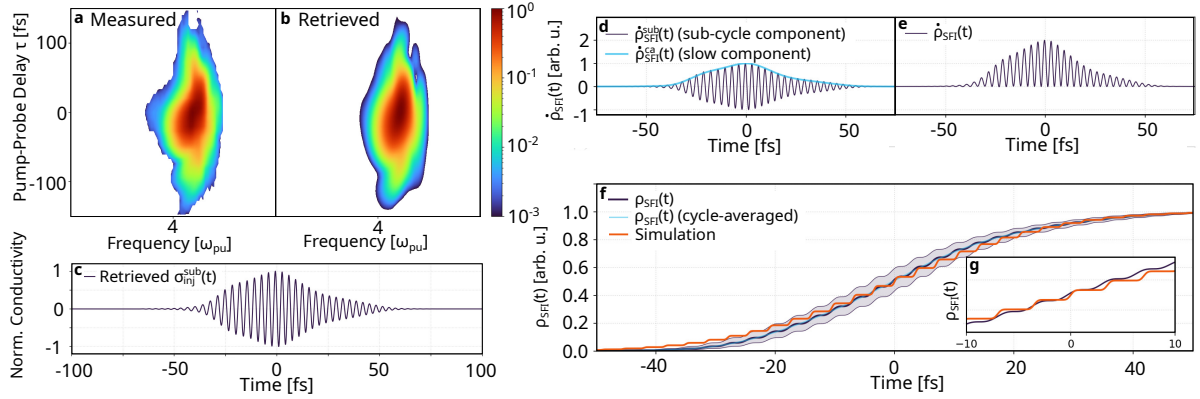 a Measured
b Retrieved
Pump-Probe Delay τ [fs]
100
0
-100
4
4
Frequency [ωpu]
Frequency [ωpu]
10⁰
10⁻¹
10⁻²
10⁻³
c
Retrieved σinj^sub(t)
Norm. Conductivity
1
0
-1
-100
-50
0
50
100
Time [fs]
d
ρ̇SFI^sub(t) (sub-cycle component)
ρ̇SFI^ca(t) (slow component)
ρ̇SFI(t) [arb. u.]
2
1
0
-1
-50
0
50
Time [fs]
e
ρ̇SFI(t)
-50
0
50
Time [fs]
f
ρSFI(t)
ρSFI(t) (cycle-averaged)
Simulation
ρSFI(t) [arb. u.]
1.0
0.8
0.6
0.4
0.2
0.0
-40
-20
0
20
40
Time [fs]
g
ρSFI(t)
−10
0
10